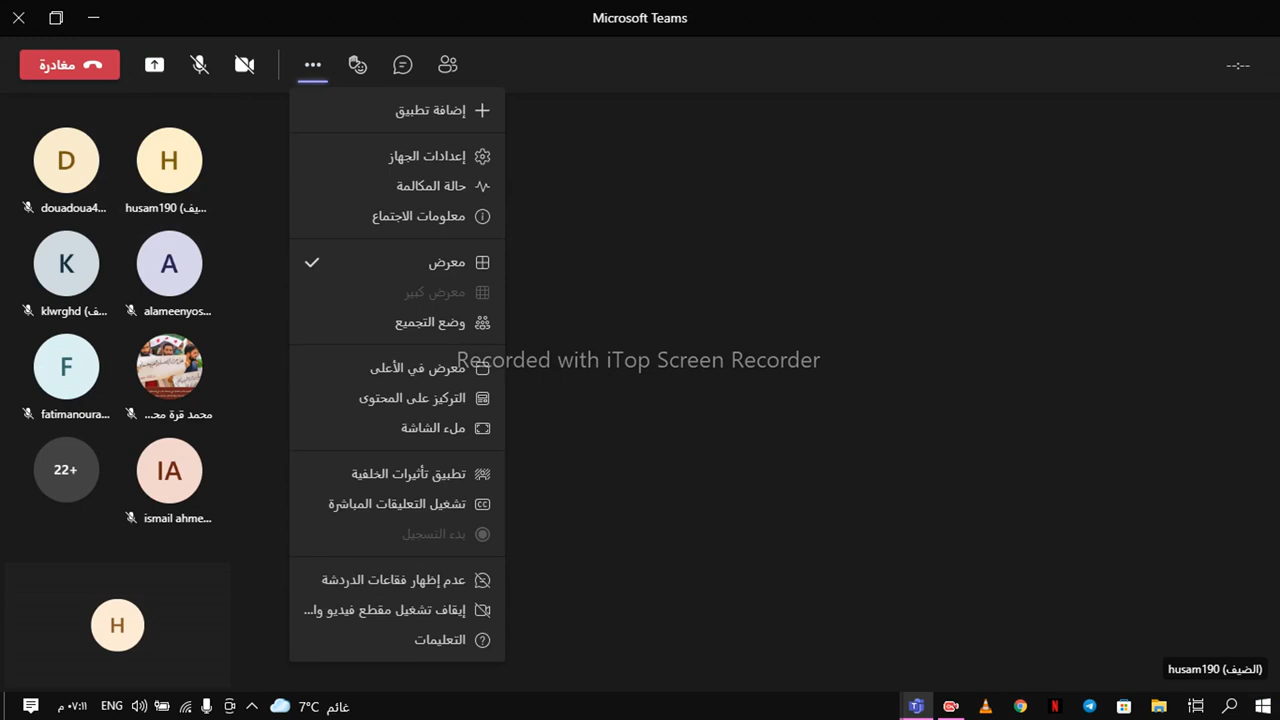 Microsoft Teams
مغادرة
--:--
إضافة تطبيق
إعدادات الجهاز
حالة المكالمة
معلومات الاجتماع
معرض
معرض كبير
وضع التجميع
معرض في الأعلى
التركيز على المحتوى
ملء الشاشة
تطبيق تأثيرات الخلفية
تشغيل التعليقات المباشرة
بدء التسجيل
عدم إظهار فقاعات الدردشة
إيقاف تشغيل مقطع فيديو وا...
التعليمات
D
H
douadoua4...
husam190 (يف...
K
A
klwrghd (ف...
alameenyos...
F
fatimanoura...
محمد قرة محـ...
22+
IA
ismail ahme...
H
Recorded with iTop Screen Recorder
husam190 (الضيف)
ENG
٠٧:١١ م
7°C غائم